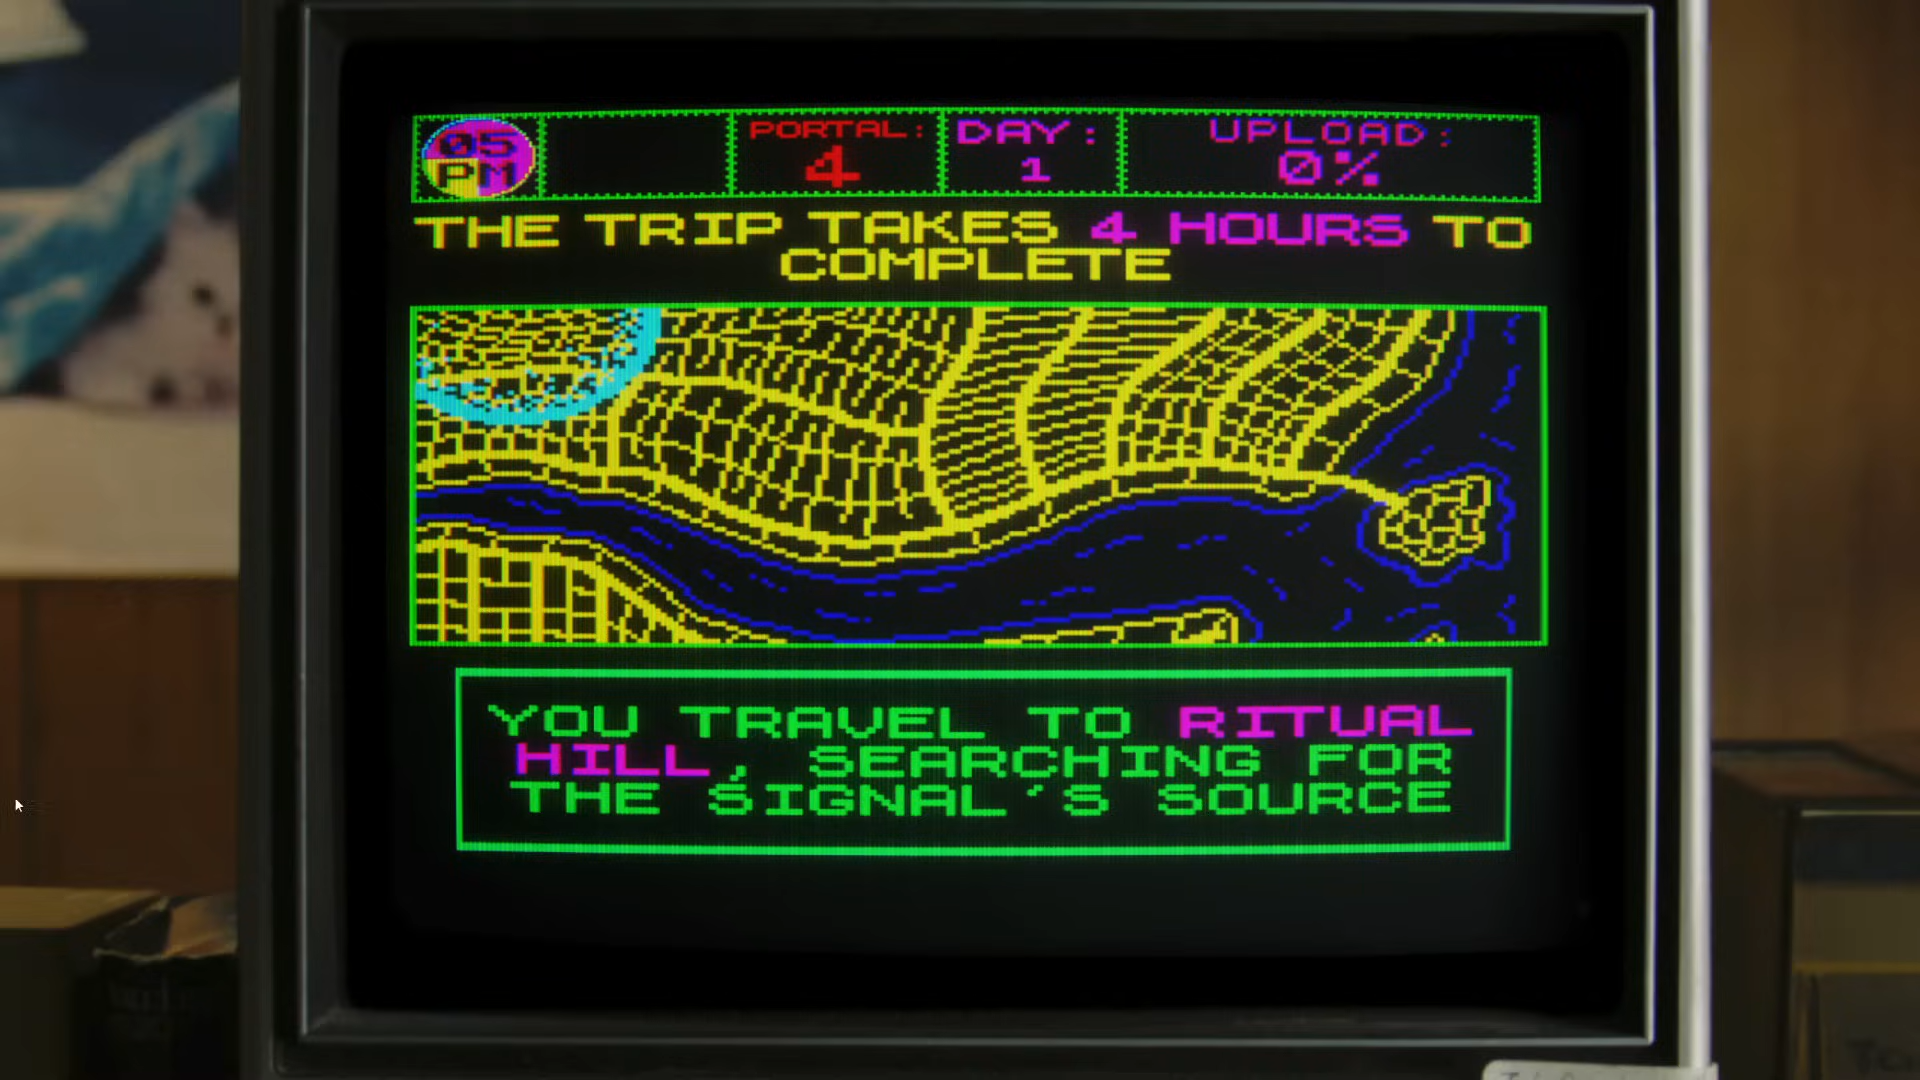 05
PM
PORTAL:
4
DAY:
1
UPLOAD:
0%
THE TRIP TAKES 4 HOURS TO
COMPLETE
YOU TRAVEL TO RITUAL
HILL, SEARCHING FOR
THE SIGNAL'S SOURCE